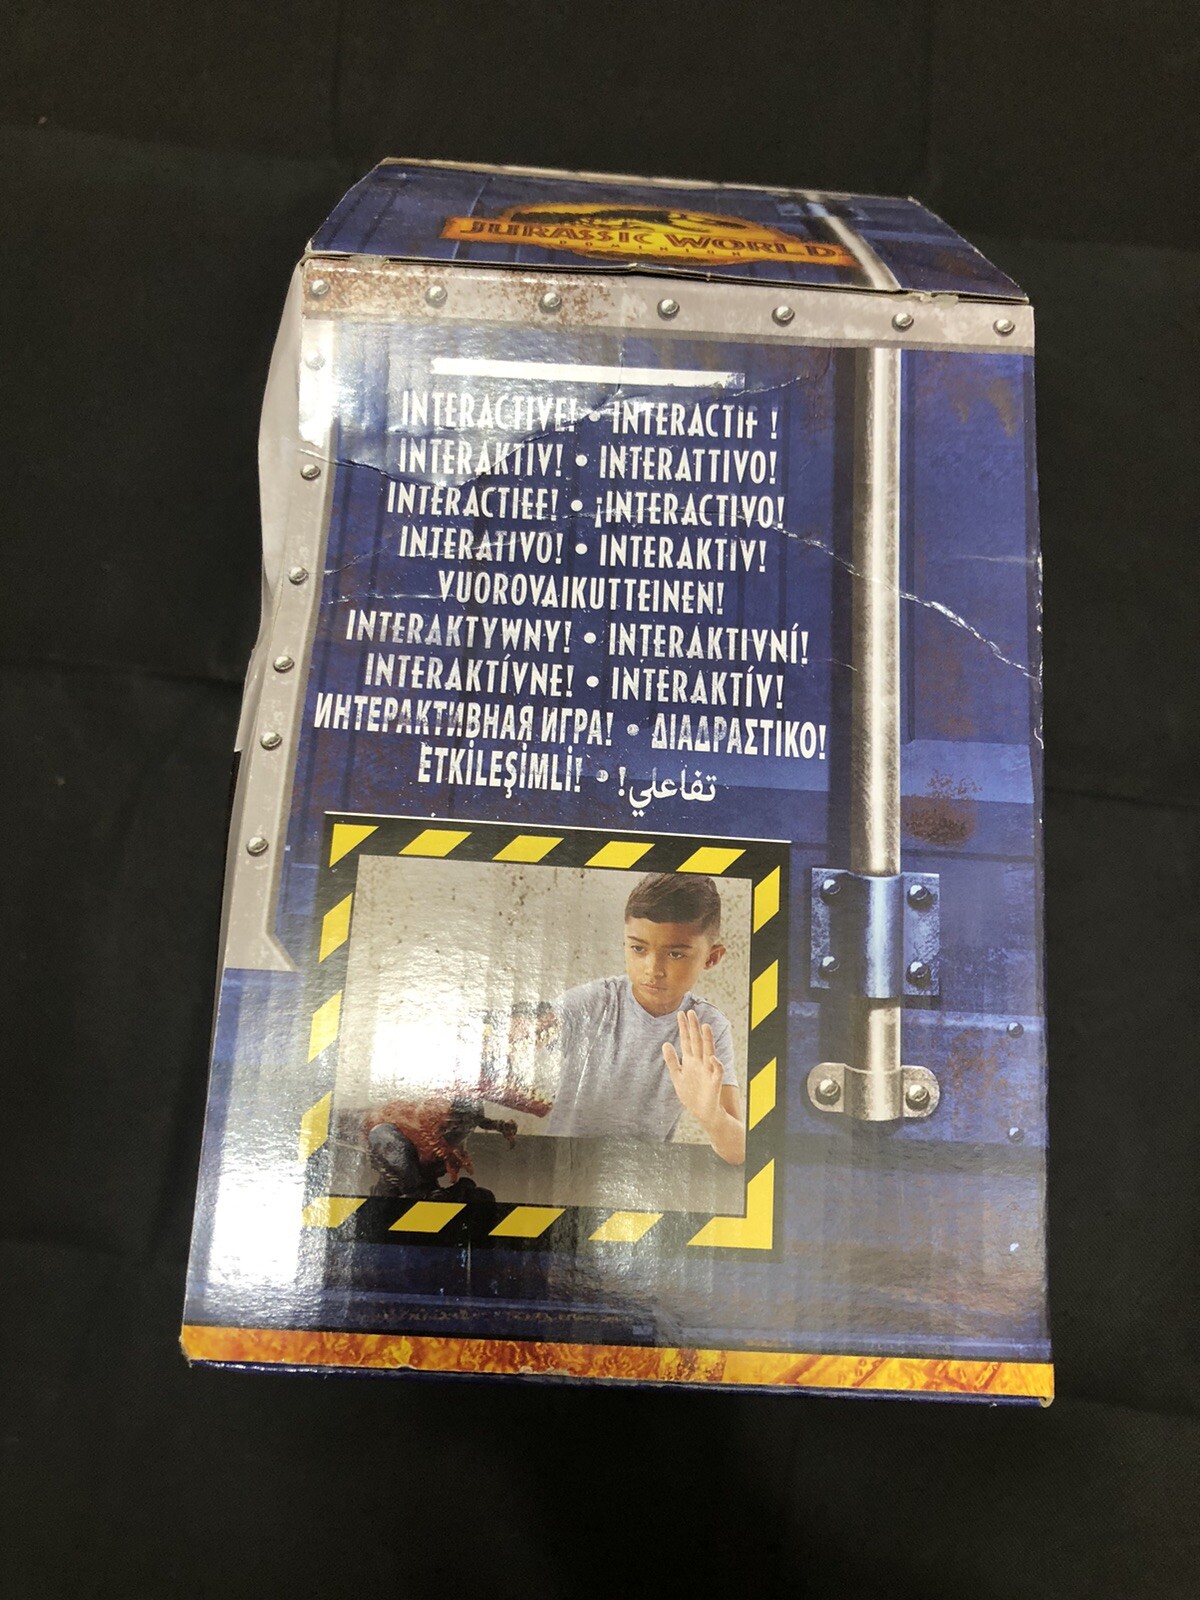 JURASSIC WORLD
DOMINION
INTERACTIVE! • INTERACTIF !
INTERAKTIV! • INTERATTIVO!
INTERACTIEF! • ¡INTERACTIVO!
INTERATIVO! • INTERAKTIV!
VUOROVAIKUTTEINEN!
INTERAKTYWNY! • INTERAKTIVNÍ!
INTERAKTÍVNE! • INTERAKTÍV!
ИНТЕРАКТИВНАЯ ИГРА! • ΔΙΑΔΡΑΣΤΙΚΟ!
ETKİLEŞİMLİ! • تفاعلي!